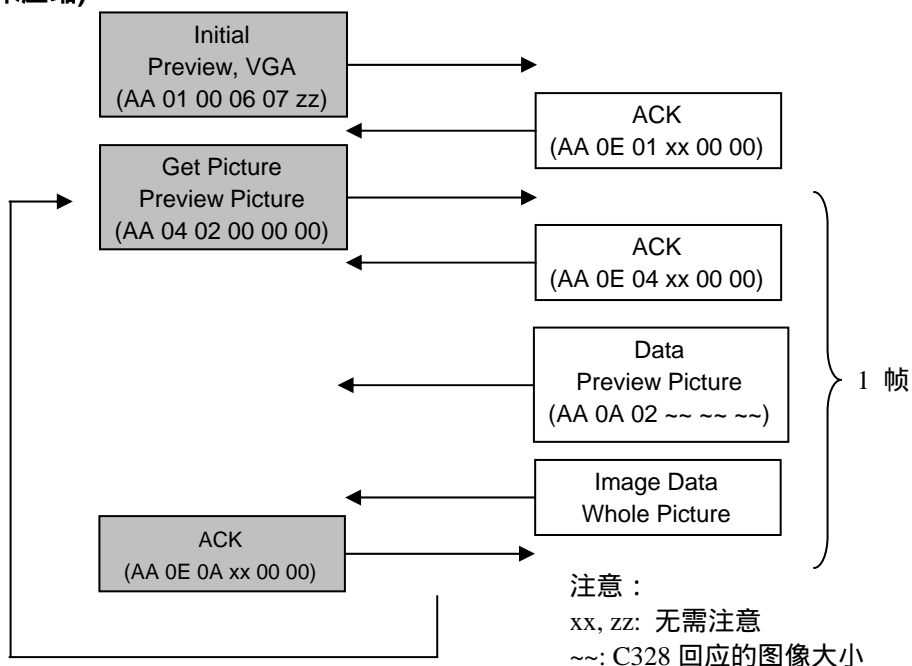 Initial
Preview, VGA
(AA 01 00 06 07 zz)
ACK
(AA 0E 01 xx 00 00)
Get Picture
Preview Picture
(AA 04 02 00 00 00)
ACK
(AA 0E 04 xx 00 00)
Data
Preview Picture
(AA 0A 02 ~~ ~~ ~~)
1 帧
Image Data
Whole Picture
ACK
(AA 0E 0A xx 00 00)
注意：
xx, zz: 无需注意
~~: C328 回应的图像大小